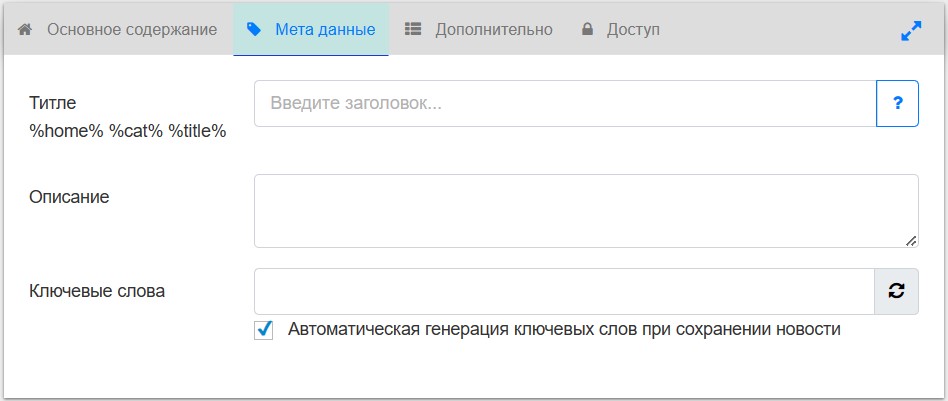 Основное содержание Мета данные Дополнительно Доступ
Титле Введите заголовок... ?
%home% %cat% %title%
Описание
Ключевые слова
Автоматическая генерация ключевых слов при сохранении новости